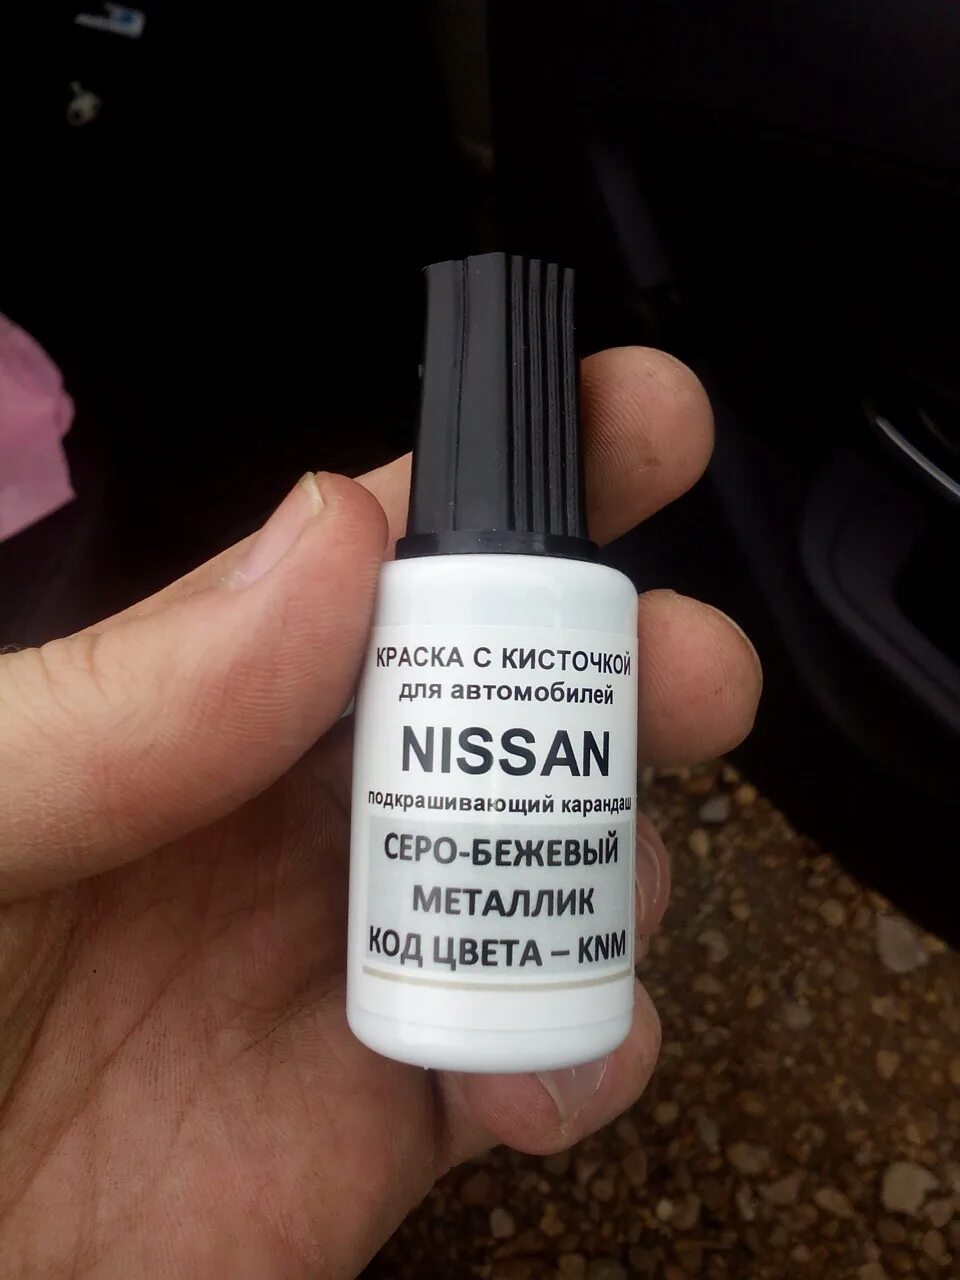 КРАСКА С КИСТОЧКОЙ
для автомобилей
NISSAN
подкрашивающий карандаш
СЕРО-БЕЖЕВЫЙ
МЕТАЛЛИК
КОД ЦВЕТА – KNM